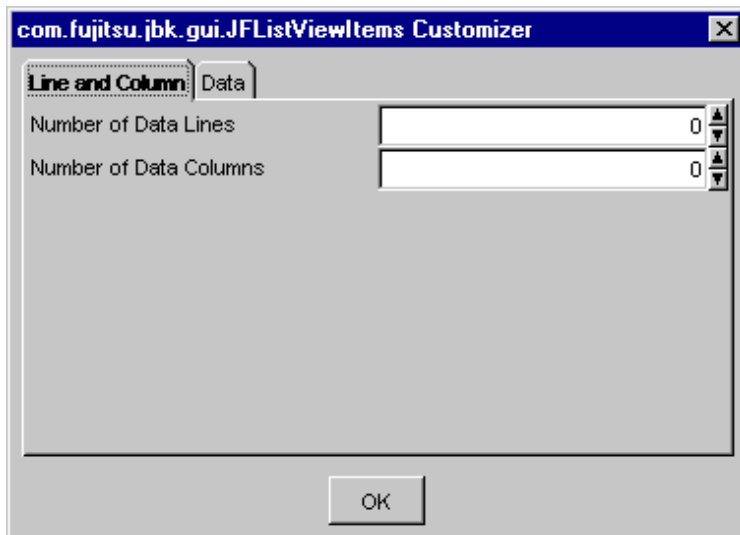 com.fujitsu.jbk.gui.JFListViewItems Customizer
Line and Column Data
Number of Data Lines 0
Number of Data Columns 0
OK